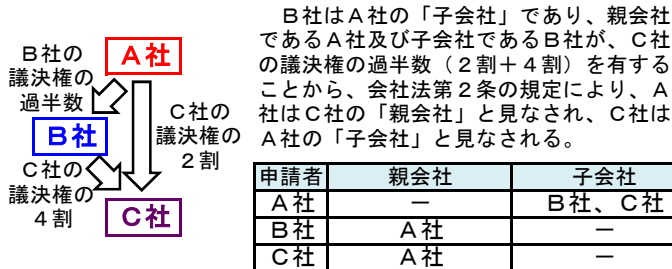 B社の
議決権の
過半数
A社
B社
C社の
議決権の
2割
C社の
議決権の
4割
C社
　B社はA社の「子会社」であり、親会社
であるA社及び子会社であるB社が、C社
の議決権の過半数（2割＋4割）を有する
ことから、会社法第2条の規定により、A
社はC社の「親会社」と見なされ、C社は
A社の「子会社」と見なされる。
申請者 親会社 子会社
A社 － B社、C社
B社 A社 －
C社 A社 －